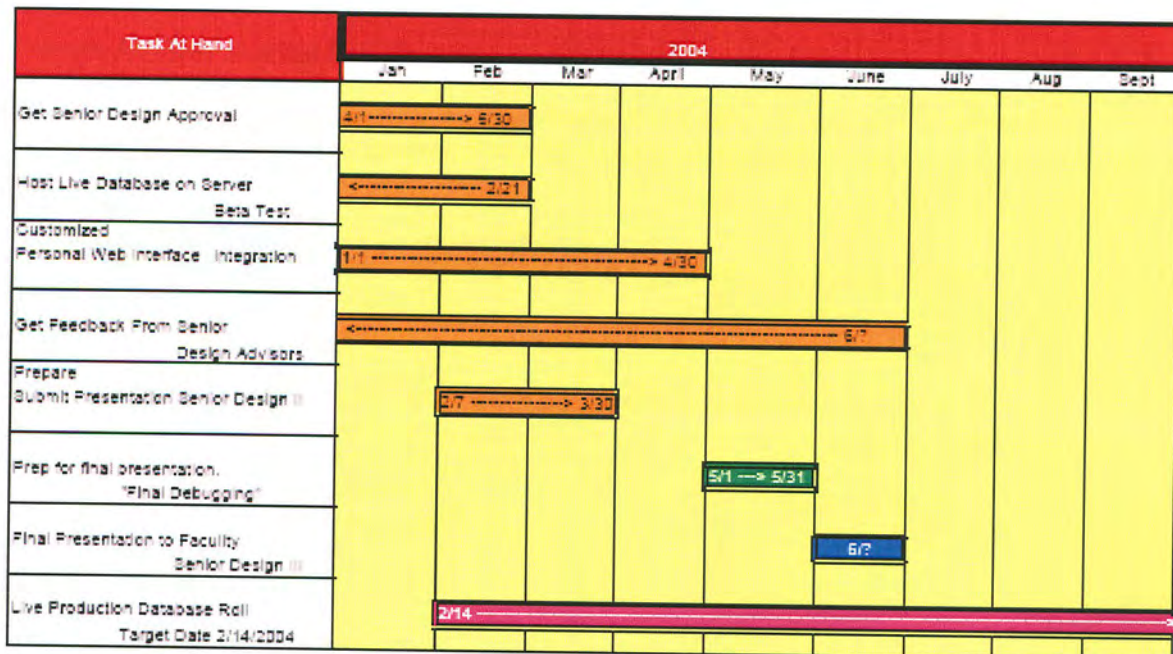 Task At Hand
2004
Jan Feb Mar April May June July Aug Sept
Get Senior Design Approval
4/1 --------------> 6/30
Host Live Database on Server
Beta Test
<---------------- 2/21
Customized
Personal Web Interface Integration
1/1 ------------------------------> 4/30
Get Feedback From Senior
Design Advisors
<-------------------------------------------------- 6/?
Prepare
Submit Presentation Senior Design II
2/7 --------------> 3/30
Prep for final presentation.
"Final Debugging"
5/1 ---> 5/31
Final Presentation to Faculity
Senior Design III
6/?
Live Production Database Roll
Target Date 2/14/2004
2/14